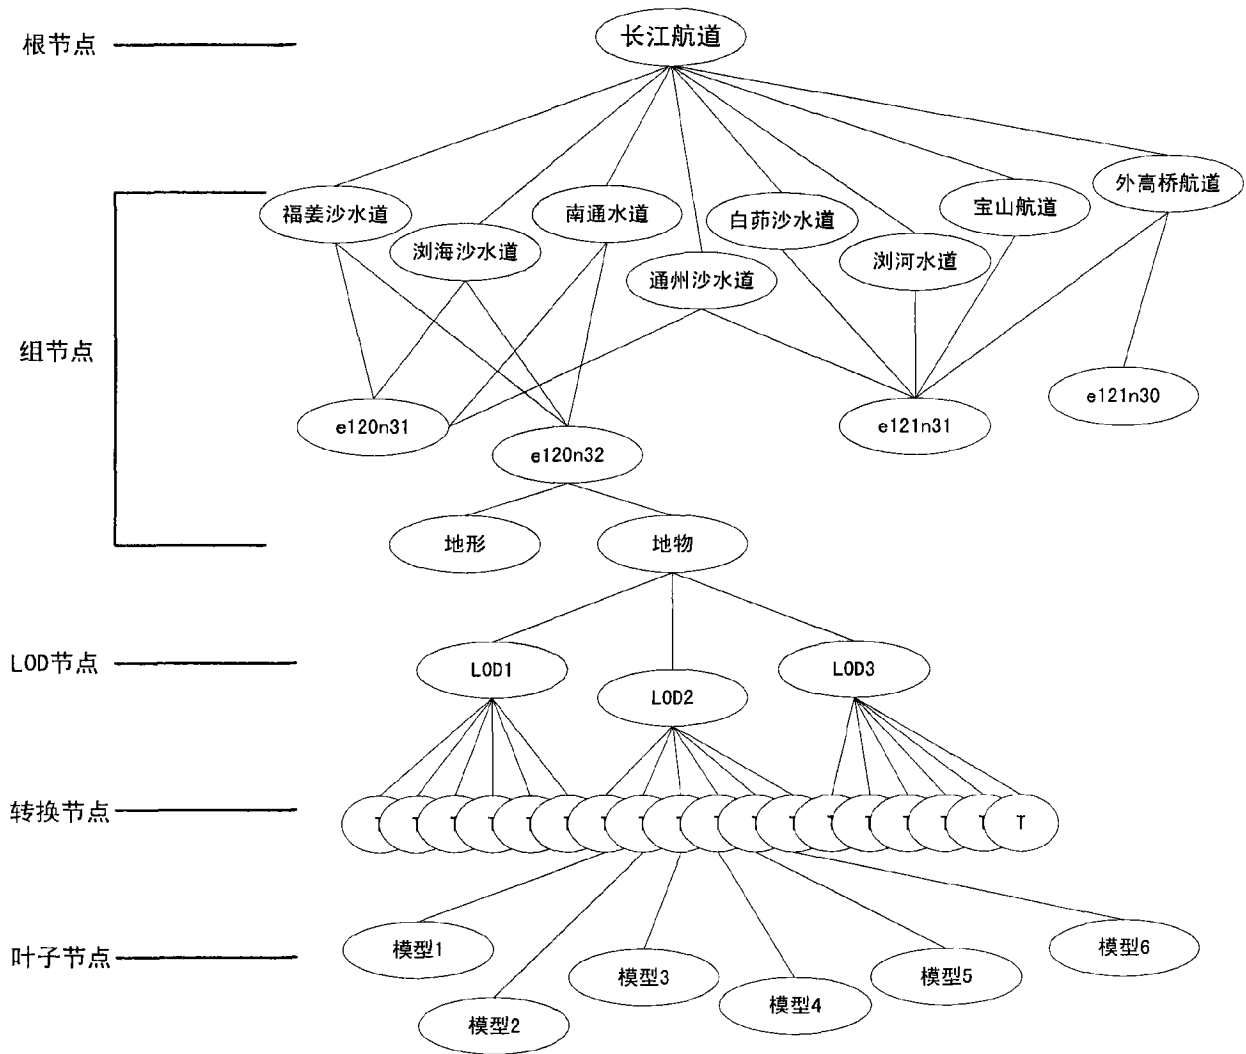 长江航道
根节点
外高桥航道
福姜沙水道
南通水道
白茆沙水道
宝山航道
浏海沙水道
浏河水道
通州沙水道
组节点
e120n31
e120n32
e121n31
e121n30
地形
地物
LOD节点
LOD1
LOD2
LOD3
转换节点
T T T T T T T T T T T T T T T T T T
叶子节点
模型1
模型2
模型3
模型4
模型5
模型6